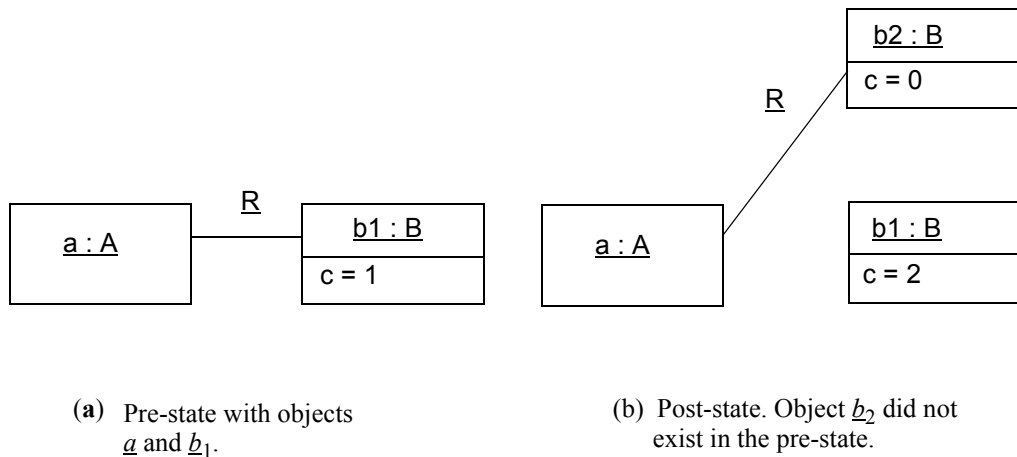 a : A
R
b1 : B
c = 1
b2 : B
c = 0
R
a : A
b1 : B
c = 2
(a) Pre-state with objects
a and b1.
(b) Post-state. Object b2 did not
exist in the pre-state.